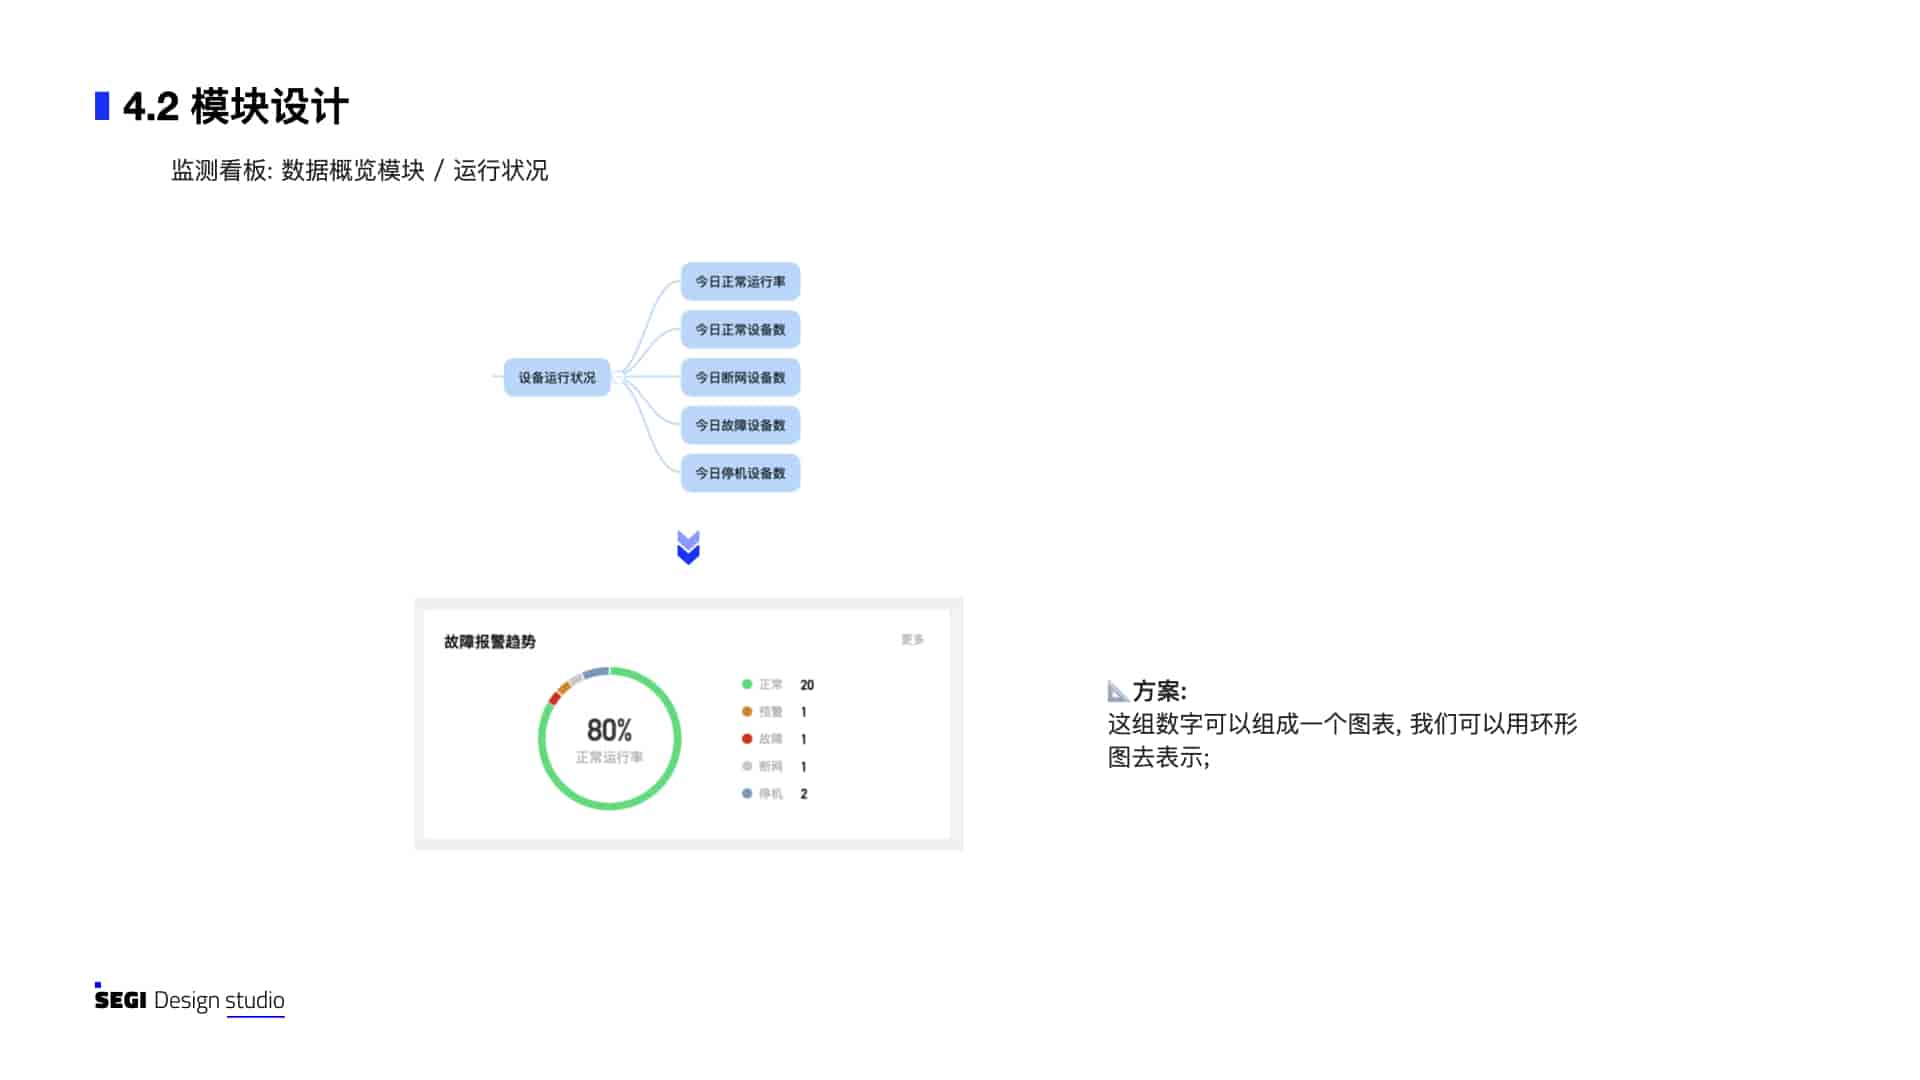 4.2 模块设计
监测看板: 数据概览模块 / 运行状况
设备运行状况
今日正常运行率
今日正常设备数
今日断网设备数
今日故障设备数
今日停机设备数
故障报警趋势
更多
80%
正常运行率
正常 20
预警 1
故障 1
断网 1
停机 2
方案:
这组数字可以组成一个图表, 我们可以用环形
图去表示;
SEGI Design studio